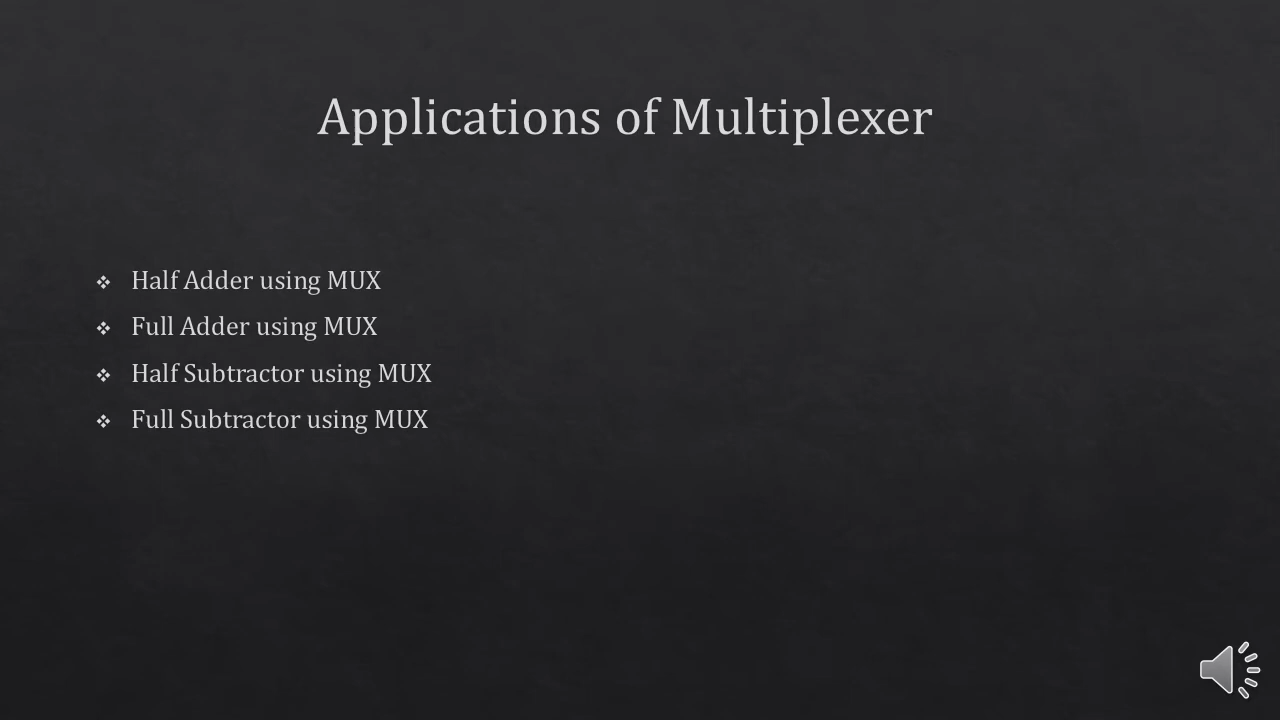 Applications of Multiplexer
❖ Half Adder using MUX
❖ Full Adder using MUX
❖ Half Subtractor using MUX
❖ Full Subtractor using MUX